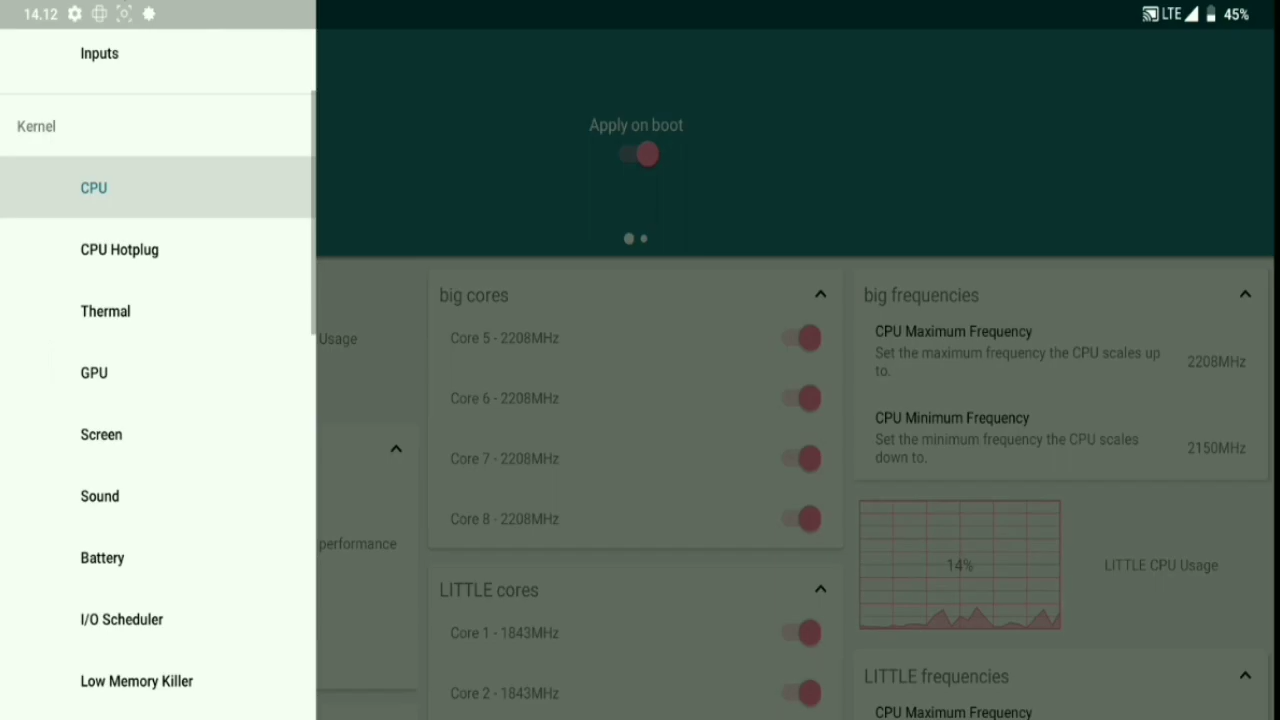 14.12
LTE
45%
Inputs
Kernel
CPU
CPU Hotplug
Thermal
GPU
Screen
Sound
Battery
I/O Scheduler
Low Memory Killer
Apply on boot
Usage
performance
big cores
Core 5 - 2208MHz
Core 6 - 2208MHz
Core 7 - 2208MHz
Core 8 - 2208MHz
LITTLE cores
Core 1 - 1843MHz
Core 2 - 1843MHz
big frequencies
CPU Maximum Frequency
Set the maximum frequency the CPU scales up
to.
2208MHz
CPU Minimum Frequency
Set the minimum frequency the CPU scales
down to.
2150MHz
14%
LITTLE CPU Usage
LITTLE frequencies
CPU Maximum Frequency